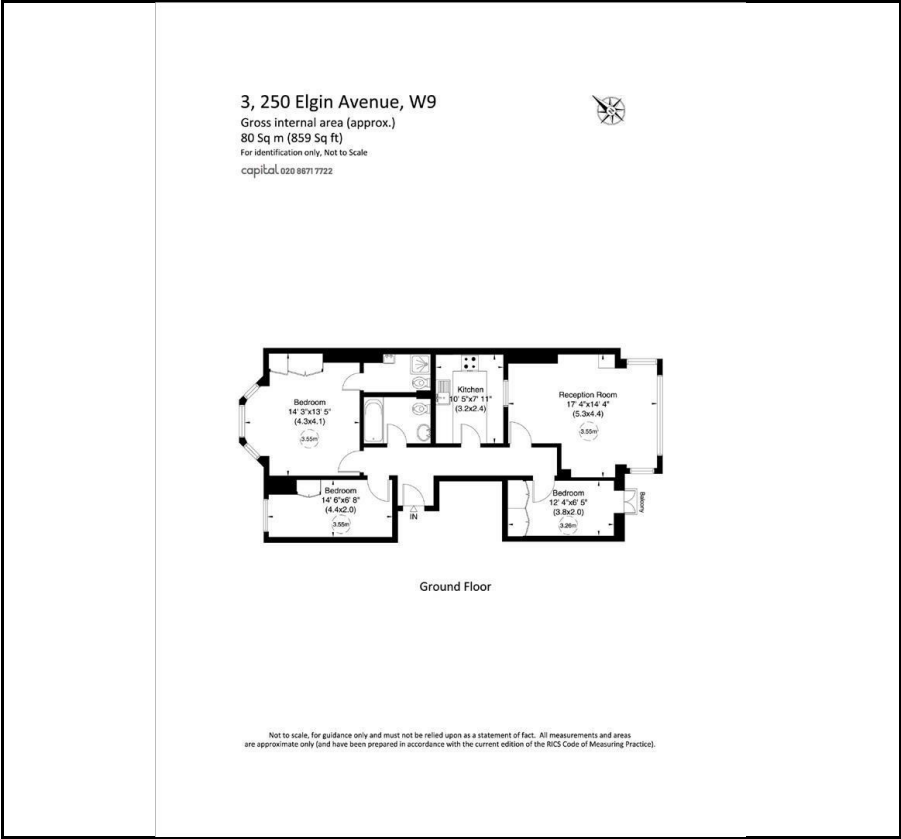 3, 250 Elgin Avenue, W9
Gross internal area (approx.)
80 Sq m (859 Sq ft)
For identification only, Not to Scale
capital 020 8671 7722
Bedroom
14' 3"x13' 5"
(4.3x4.1)
3.55m
Kitchen
10' 5"x7' 11"
(3.2x2.4)
Reception Room
17' 4"x14' 4"
(5.3x4.4)
3.55m
Bedroom
14' 6"x6' 8"
(4.4x2.0)
3.55m
IN
Bedroom
12' 4"x6' 5"
(3.8x2.0)
3.26m
Balcony
Ground Floor
Not to scale, for guidance only and must not be relied upon as a statement of fact. All measurements and areas
are approximate only (and have been prepared in accordance with the current edition of the RICS Code of Measuring Practice).